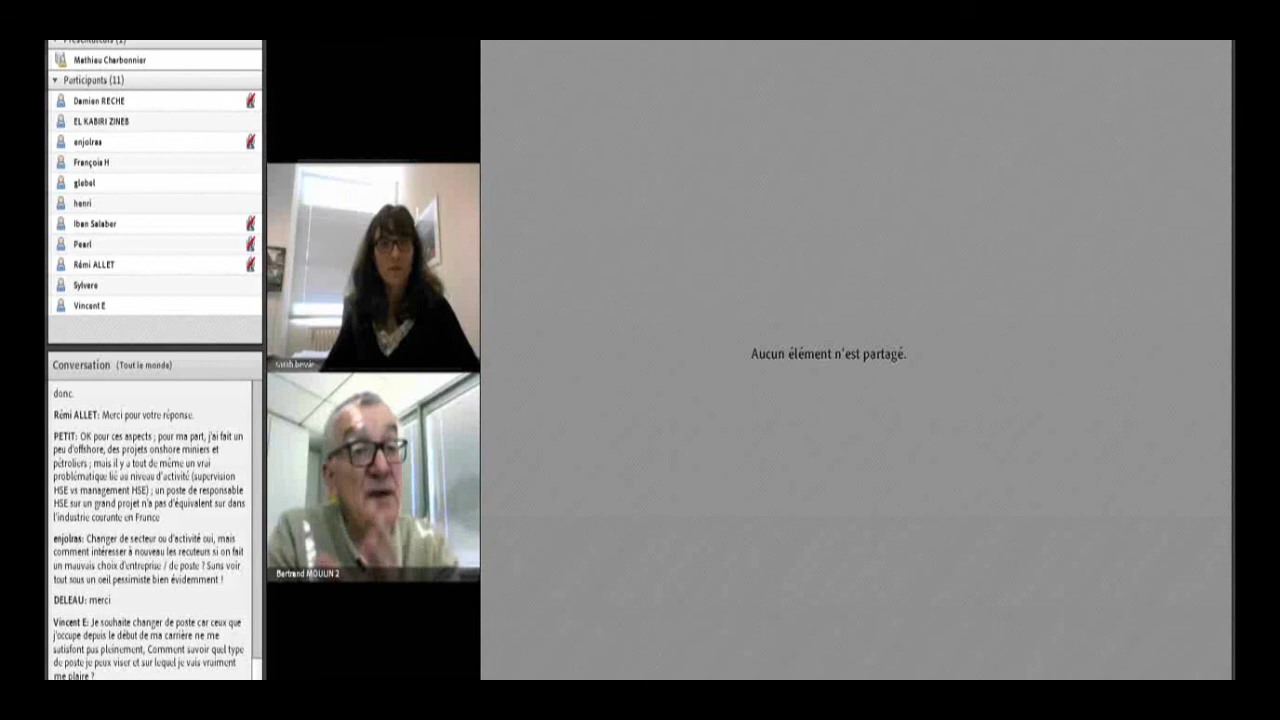 Mathieu Charbonnier
Participants (11)
Damien RECHE
EL KABIRI ZINEB
enjolras
François H
glebel
henri
Iban Salaber
Pearl
Rémi ALLET
Sylvere
Vincent E
Conversation (Tout le monde)
donc.
Rémi ALLET: Merci pour votre réponse.
PETIT: OK pour ces aspects ; pour ma part, j'ai fait un
peu d'offshore, des projets onshore miniers et
pétroliers ; mais il y a tout de même un vrai
problématique lié au niveau d'activité (supervision
HSE vs management HSE) ; un poste de responsable
HSE sur un grand projet n'a pas d'équivalent sur dans
l'industrie courante en France
enjolras: Changer de secteur ou d'activité oui, mais
comment intéresser à nouveau les recuteurs si on fait
un mauvais choix d'entreprise / de poste ? Sans voir
tout sous un oeil pessimiste bien évidemment !
DELEAU: merci
Vincent E: Je souhaite changer de poste car ceux que
j'occupe depuis le début de ma carrière ne me
satisfont pas pleinement, Comment savoir quel type
de poste je peux viser et sur lequel je vais vraiment
me plaire ?
Bertrand MOULIN 2
Aucun élément n'est partagé.